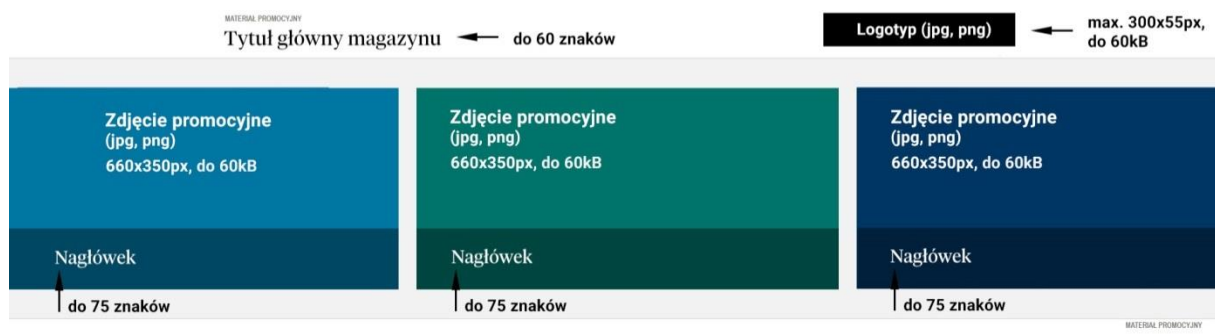 MATERIAŁ PROMOCYJNY
Tytuł główny magazynu
do 60 znaków
Logotyp (jpg, png)
max. 300x55px,
do 60kB
Zdjęcie promocyjne
(jpg, png)
660x350px, do 60kB
Nagłówek
do 75 znaków
Zdjęcie promocyjne
(jpg, png)
660x350px, do 60kB
Nagłówek
do 75 znaków
Zdjęcie promocyjne
(jpg, png)
660x350px, do 60kB
Nagłówek
do 75 znaków
MATERIAŁ PROMOCYJNY